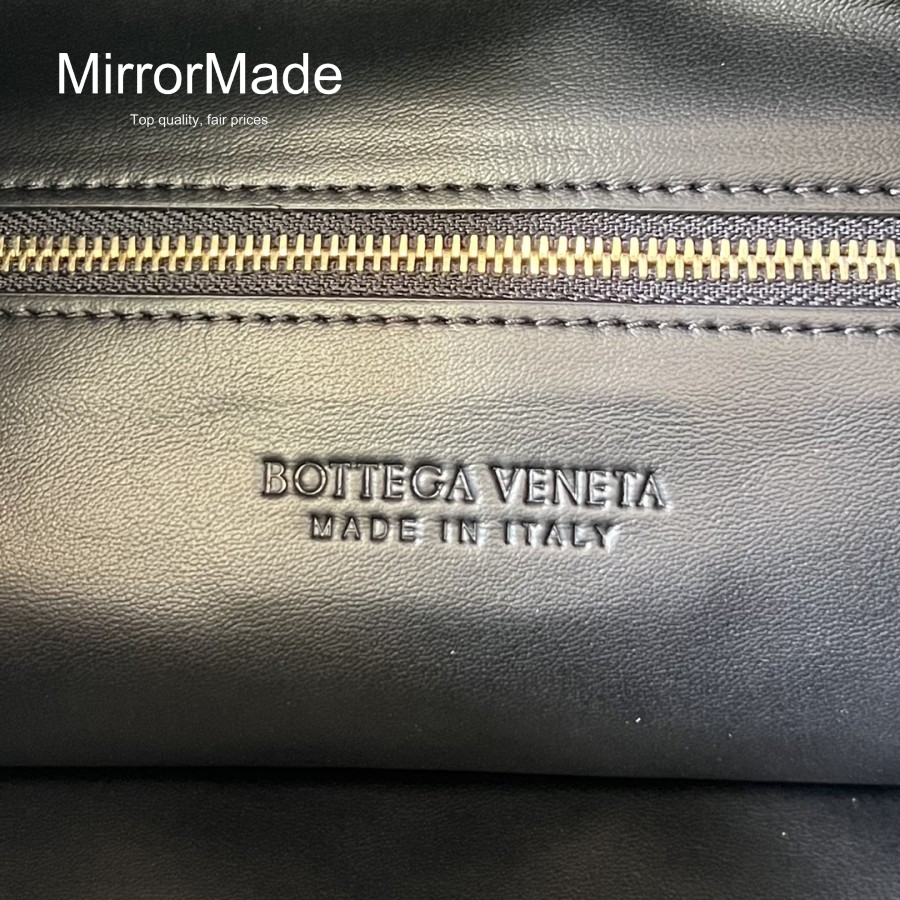 MirrorMade
Top quality, fair prices
BOTTEGA VENETA
MADE IN ITALY